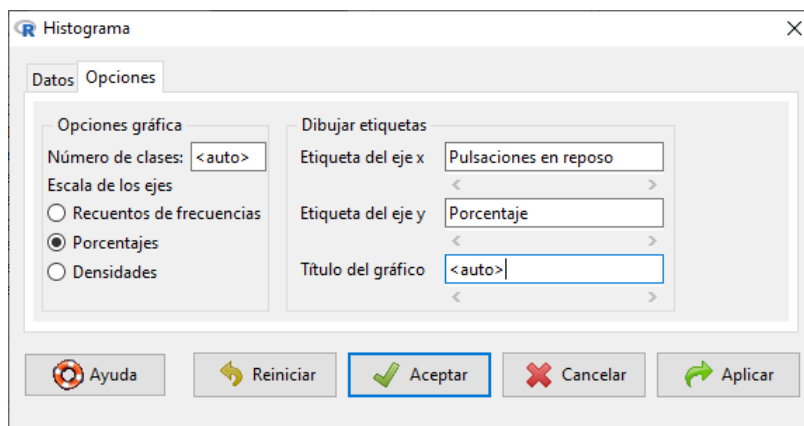 Histograma
Datos Opciones
Opciones gráfica
Número de clases: <auto>
Escala de los ejes
Recuentos de frecuencias
Porcentajes
Densidades
Dibujar etiquetas
Etiqueta del eje x Pulsaciones en reposo
Etiqueta del eje y Porcentaje
Título del gráfico <auto>
Ayuda Reiniciar Aceptar Cancelar Aplicar